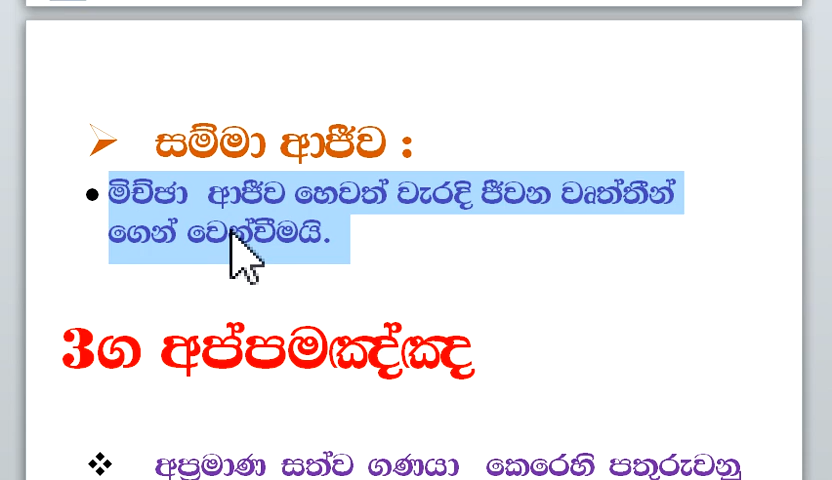 සම්මා ආජීව :
මිච්ඡා ආජීව හෙවත් වැරදි ජීවන වෘත්තීන්
ගෙන් වෙන්වීමයි.
3ග අප්පමඤ්ඤ
අප්‍රමාණ සත්ව ගණයා කෙරෙහි පතුරුවනු